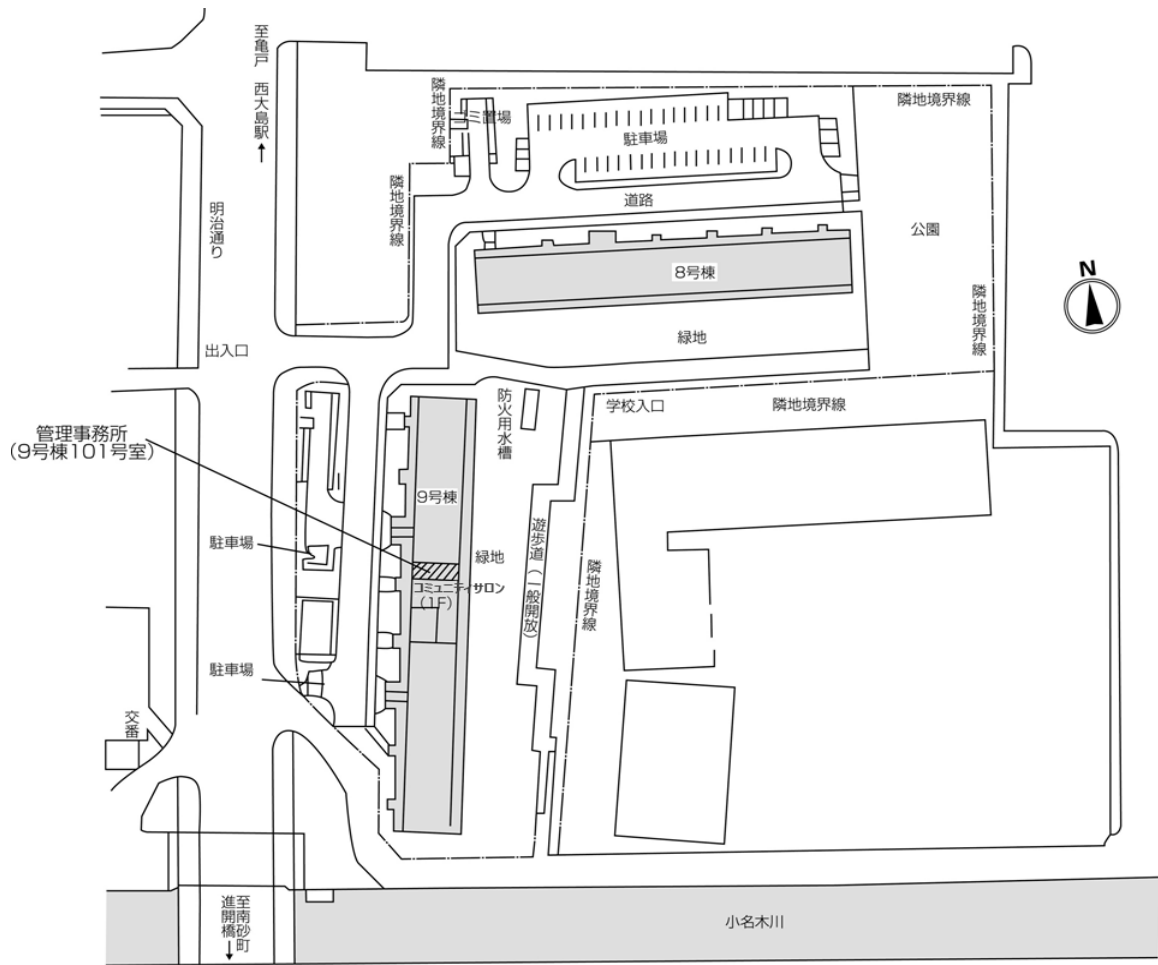 至亀戸 西大島駅↑
隣地境界線
ゴミ置場
駐車場
隣地境界線
隣地境界線
道路
明治通り
公園
N
8号棟
隣地境界線
緑地
出入口
防火用水槽
学校入口
隣地境界線
管理事務所
(9号棟101号室)
9号棟
駐車場
緑地
遊歩道(一般開放)
隣地境界線
コミュニティサロン
(1F)
駐車場
交番
至南砂町
進開橋↓
小名木川